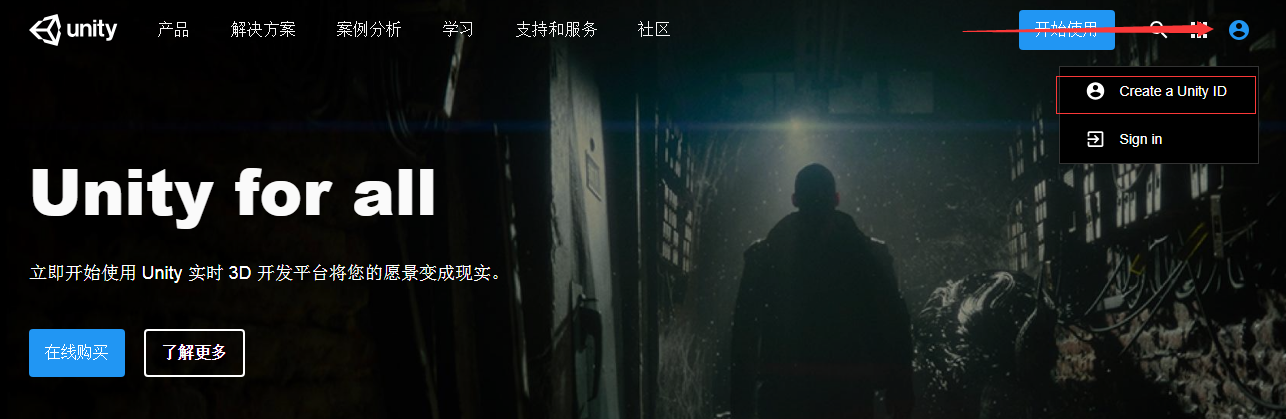 unity 产品 解决方案 案例分析 学习 支持和服务 社区 开始使用
Create a Unity ID
Sign in
Unity for all
立即开始使用 Unity 实时 3D 开发平台将您的愿景变成现实。
在线购买 了解更多